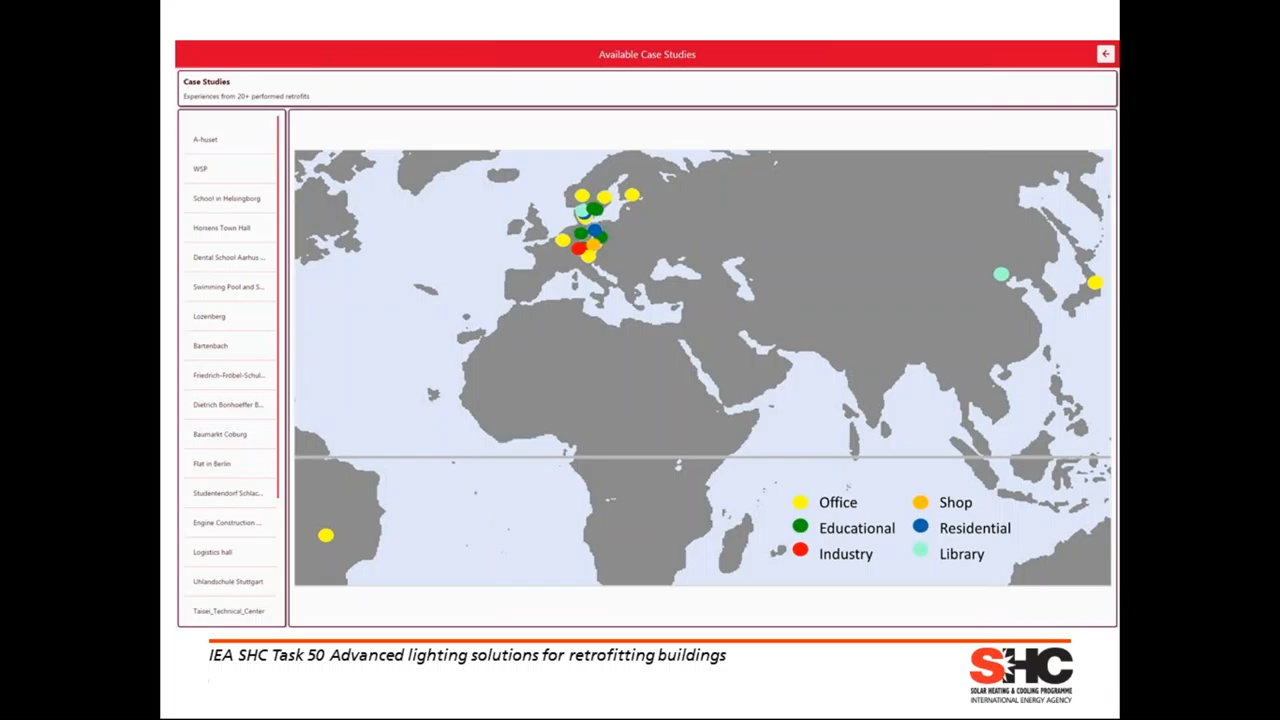 Available Case Studies
Case Studies
Experiences from 20+ performed retrofits
A-huset
WSP
School in Helsingborg
Horsens Town Hall
Dental School Aarhus ...
Swimming Pool and S...
Lozenberg
Bartenbach
Friedrich-Fröbel-Schul...
Dietrich Bonhoeffer B...
Baumarkt Coburg
Flat in Berlin
Studentendorf Schlac...
Engine Construction ...
Logistics hall
Uhlandschule Stuttgart
Taisei_Technical_Center
Office
Educational
Industry
Shop
Residential
Library
IEA SHC Task 50 Advanced lighting solutions for retrofitting buildings
SHC
SOLAR HEATING & COOLING PROGRAMME
INTERNATIONAL ENERGY AGENCY